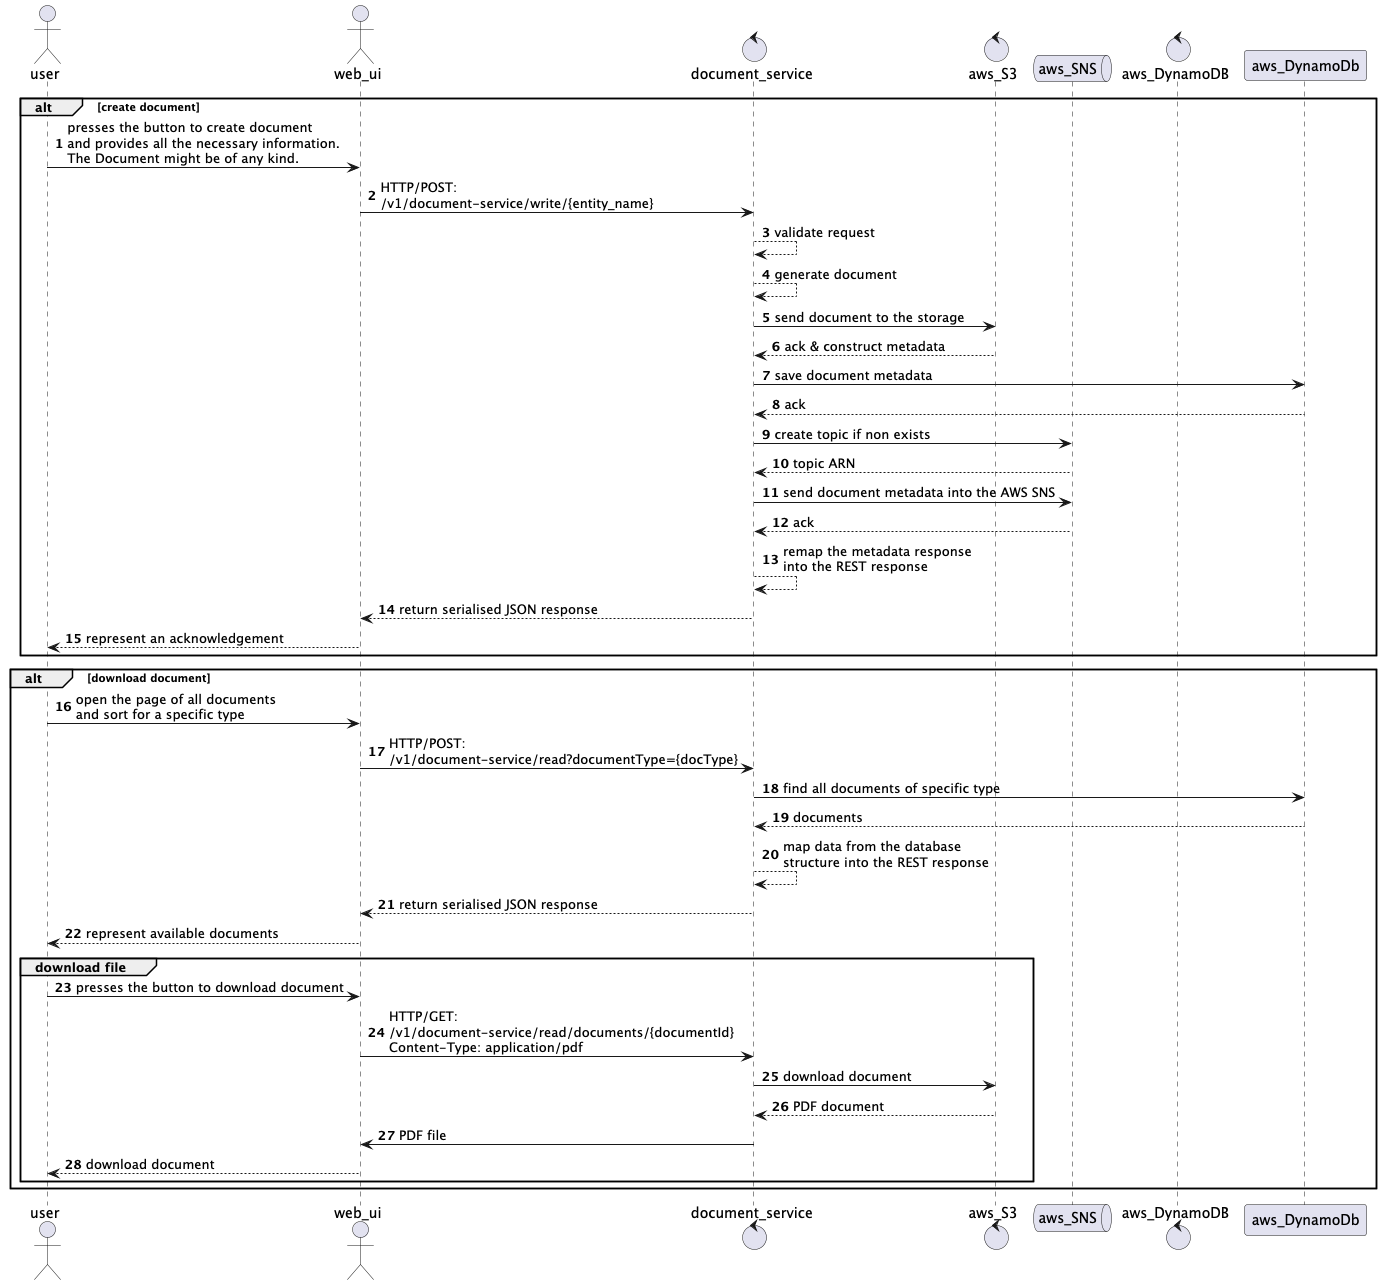 user
web_ui
document_service
aws_S3
aws_SNS
aws_DynamoDB
aws_DynamoDb
alt [create document]
presses the button to create document
1 and provides all the necessary information.
The Document might be of any kind.
HTTP/POST:
2 /v1/document-service/write/{entity_name}
3 validate request
4 generate document
5 send document to the storage
6 ack & construct metadata
7 save document metadata
8 ack
9 create topic if non exists
10 topic ARN
11 send document metadata into the AWS SNS
12 ack
13 remap the metadata response
into the REST response
14 return serialised JSON response
15 represent an acknowledgement
alt [download document]
16 open the page of all documents
and sort for a specific type
17 HTTP/POST:
/v1/document-service/read?documentType={docType}
18 find all documents of specific type
19 documents
20 map data from the database
structure into the REST response
21 return serialised JSON response
22 represent available documents
download file
23 presses the button to download document
HTTP/GET:
24 /v1/document-service/read/documents/{documentId}
Content-Type: application/pdf
25 download document
26 PDF document
27 PDF file
28 download document
user
web_ui
document_service
aws_S3
aws_SNS
aws_DynamoDB
aws_DynamoDb